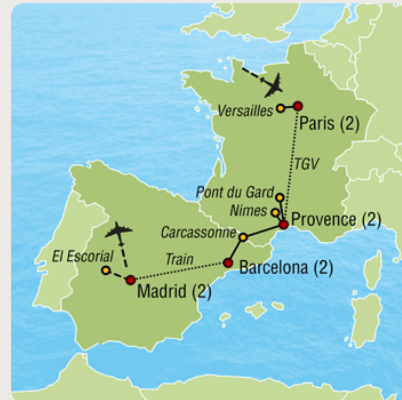 Versailles
Paris (2)
TGV
Pont du Gard
Nimes
Provence (2)
Carcassonne
El Escorial
Train
Barcelona (2)
Madrid (2)